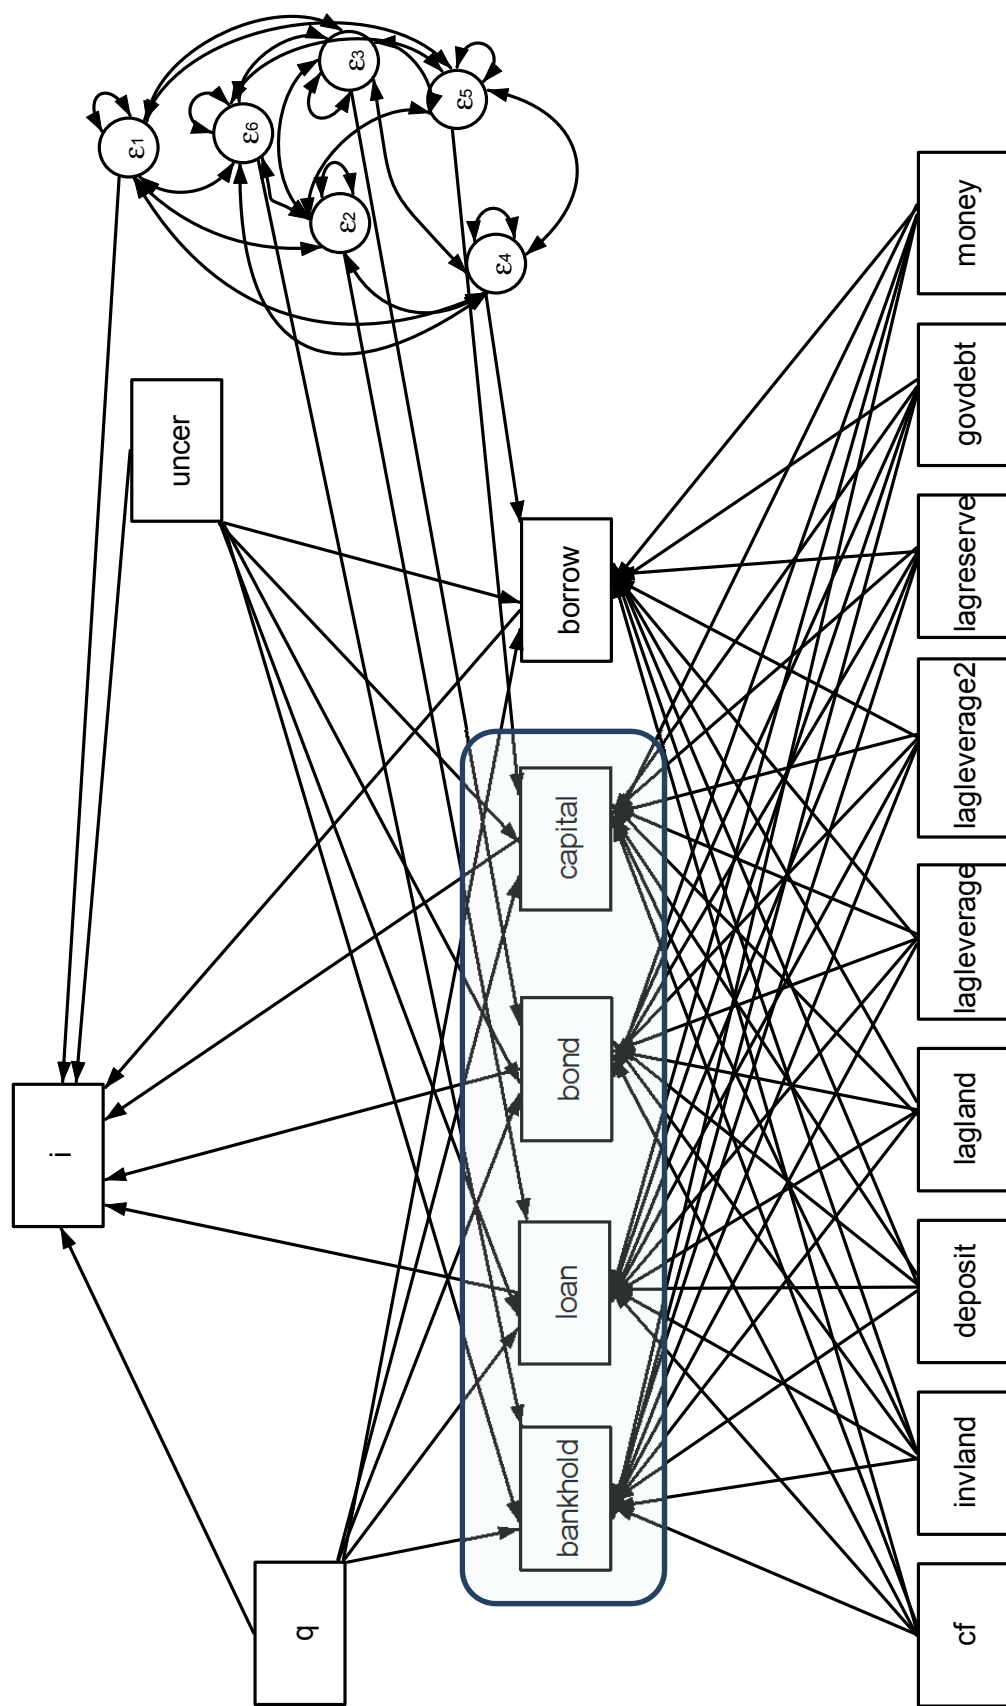 i
q
uncer
ε1
ε6
ε3
ε5
ε2
ε4
bankhold
loan
bond
capital
borrow
cf
invland
deposit
lagland
lagleverage
lagleverage2
lagreserve
govdebt
money